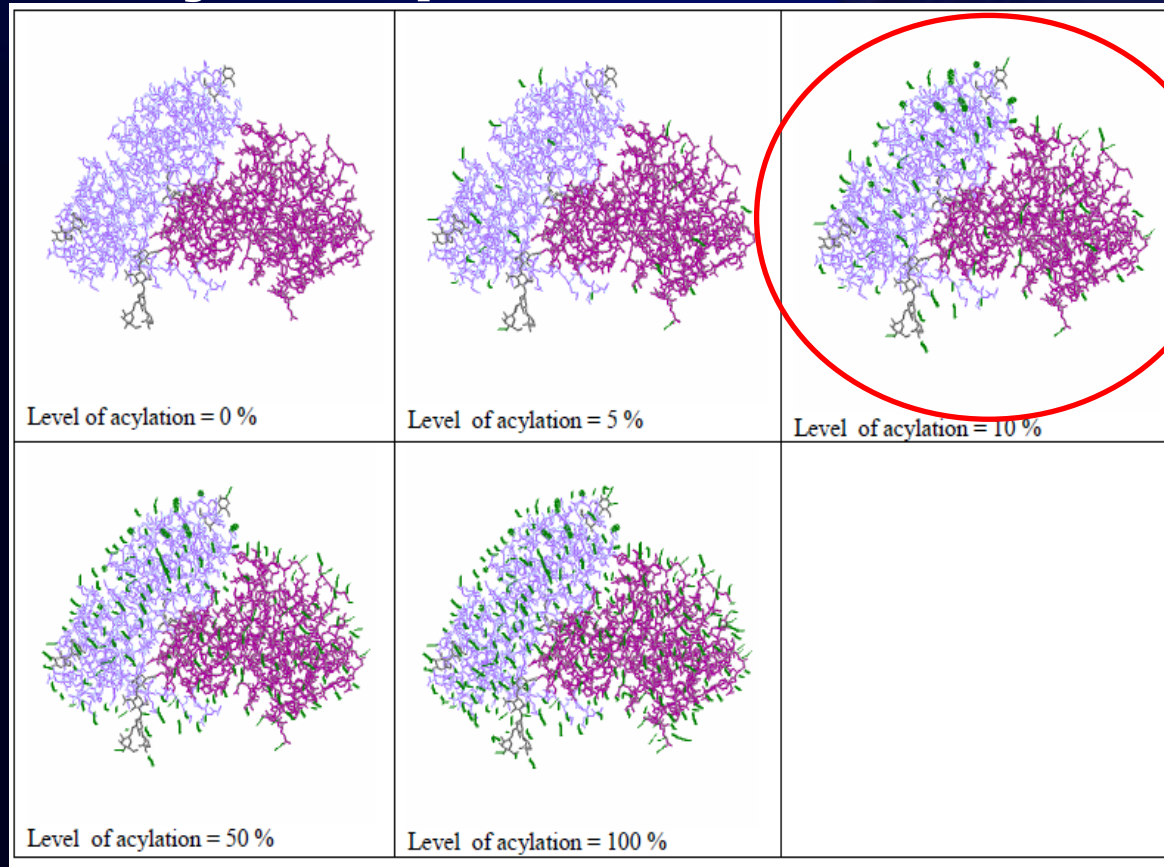 Level of acylation = 0 %
Level of acylation = 5 %
Level of acylation = 10 %
Level of acylation = 50 %
Level of acylation = 100 %